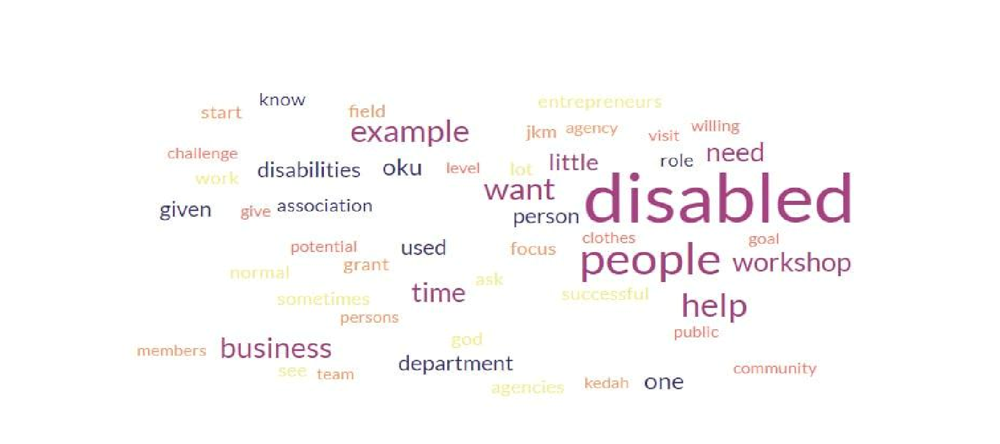 know
entrepreneurs
start
field
example
jkm
agency
visit
willing
challenge
disabilities
oku
level
lot
little
role
need
work
want
disabled
given
give
association
person
clothes
goal
potential
used
focus
people
workshop
normal
grant
ask
time
sometimes
successful
help
persons
public
god
members
business
department
see
team
community
agencies
kedah
one